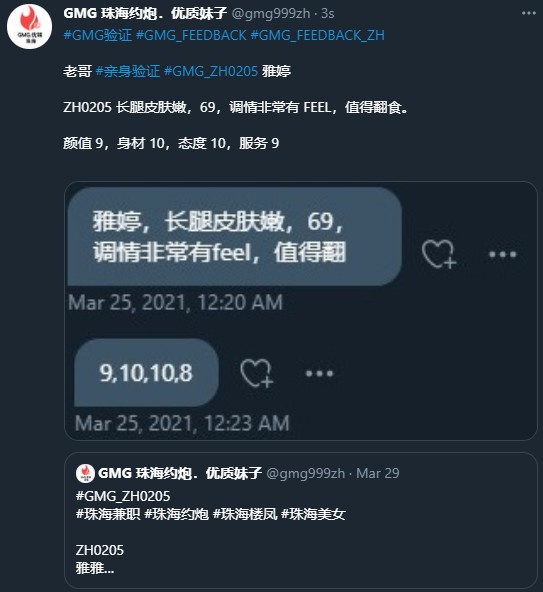 GMG 珠海约炮．优质妹子 @gmg999zh · 3s
#GMG验证 #GMG_FEEDBACK #GMG_FEEDBACK_ZH
老哥 #亲身验证 #GMG_ZH0205 雅婷
ZH0205 长腿皮肤嫩，69，调情非常有 FEEL，值得翻食。
颜值 9，身材 10，态度 10，服务 9
雅婷，长腿皮肤嫩，69，
调情非常有feel，值得翻
Mar 25, 2021, 12:20 AM
9,10,10,8
Mar 25, 2021, 12:23 AM
GMG 珠海约炮．优质妹子 @gmg999zh · Mar 29
#GMG_ZH0205
#珠海兼职 #珠海约炮 #珠海楼凤 #珠海美女
ZH0205
雅雅...